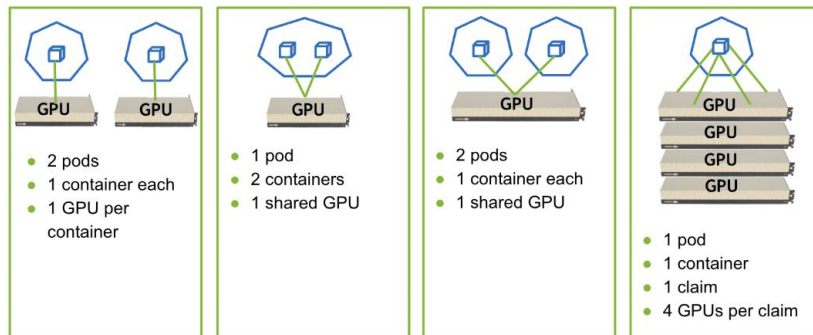 GPU
GPU
• 2 pods
• 1 container each
• 1 GPU per
container
GPU
• 1 pod
• 2 containers
• 1 shared GPU
GPU
• 2 pods
• 1 container each
• 1 shared GPU
GPU
GPU
GPU
GPU
• 1 pod
• 1 container
• 1 claim
• 4 GPUs per claim